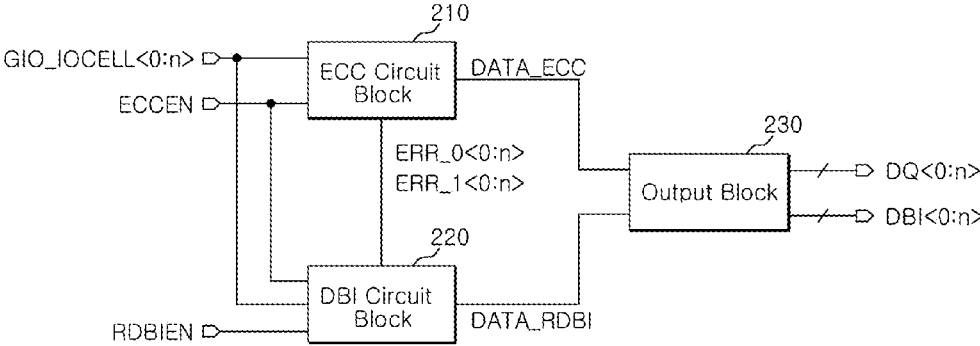 210
GIO_IOCELL<0:n>
ECC Circuit
Block
DATA_ECC
ECCEN
ERR_0<0:n>
ERR_1<0:n>
230
Output Block
DQ<0:n>
DBI<0:n>
220
DBI Circuit
Block
DATA_RDBI
RDBIEN